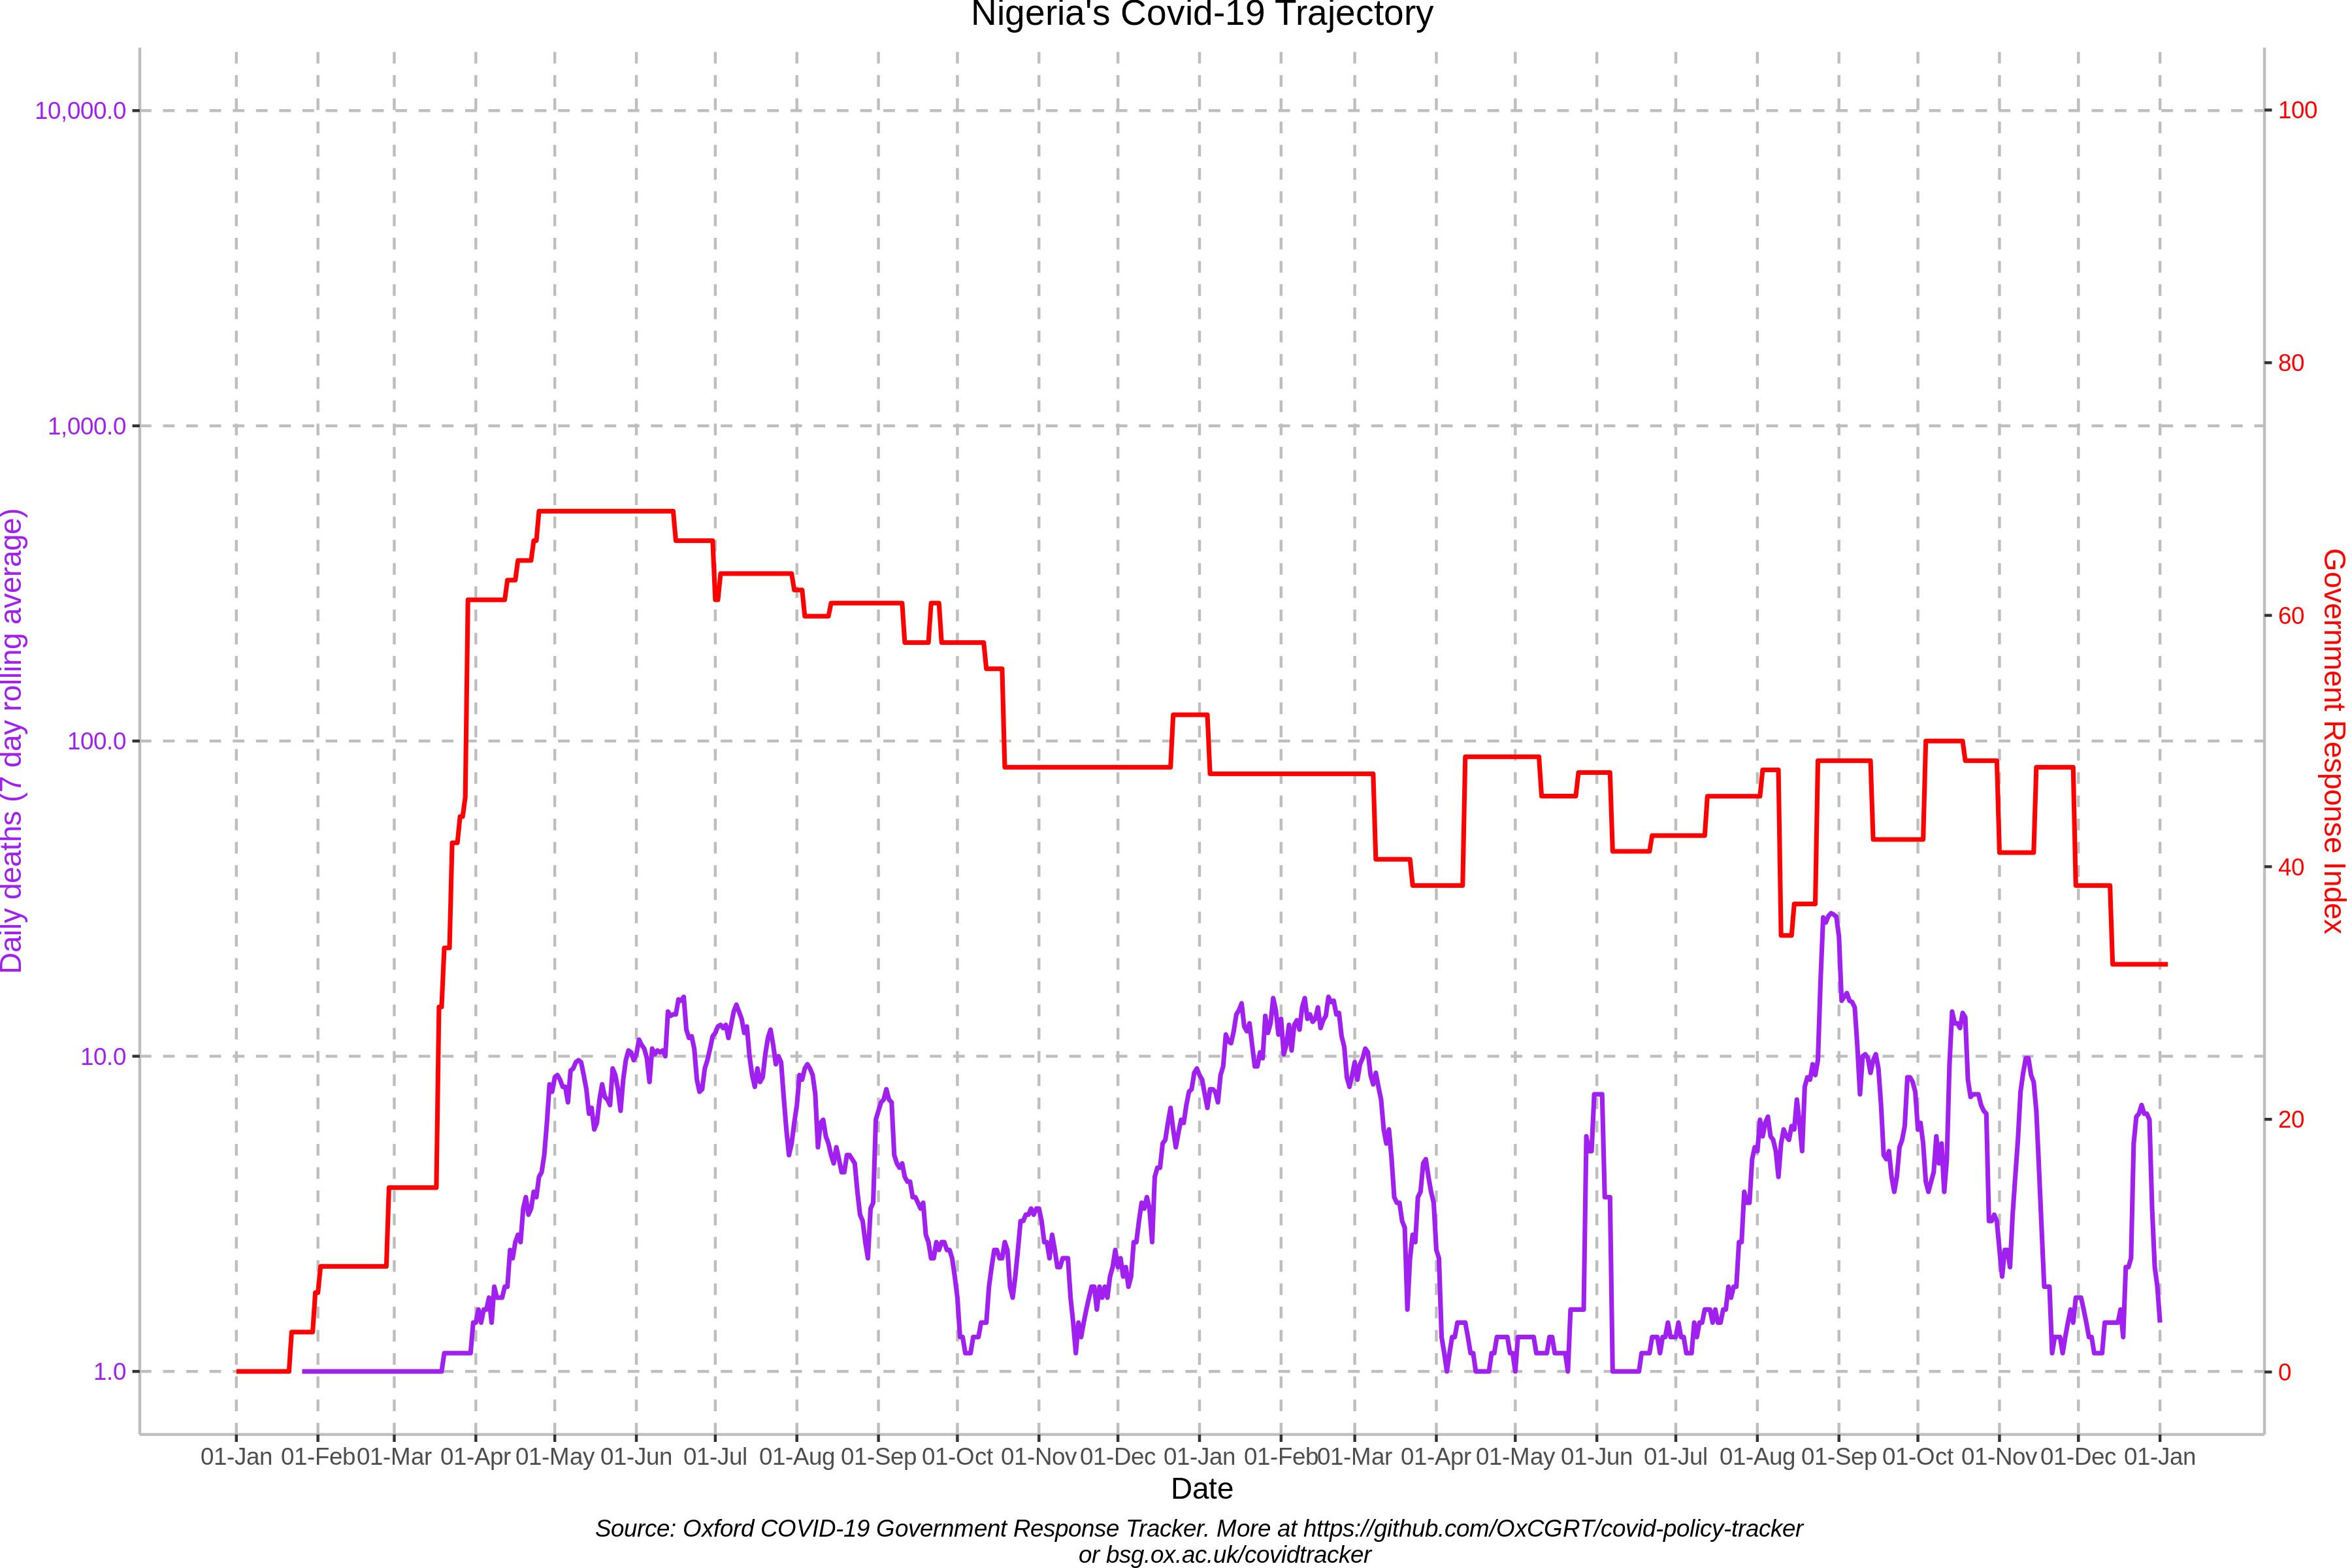 Nigeria's Covid-19 Trajectory
10,000.0
1,000.0
100.0
10.0
1.0
Daily deaths (7 day rolling average)
100
80
60
40
20
0
Government Response Index
01-Jan 01-Feb 01-Mar 01-Apr 01-May 01-Jun 01-Jul 01-Aug 01-Sep 01-Oct 01-Nov 01-Dec 01-Jan 01-Feb 01-Mar 01-Apr 01-May 01-Jun 01-Jul 01-Aug 01-Sep 01-Oct 01-Nov 01-Dec 01-Jan
Date
Source: Oxford COVID-19 Government Response Tracker. More at https://github.com/OxCGRT/covid-policy-tracker
or bsg.ox.ac.uk/covidtracker